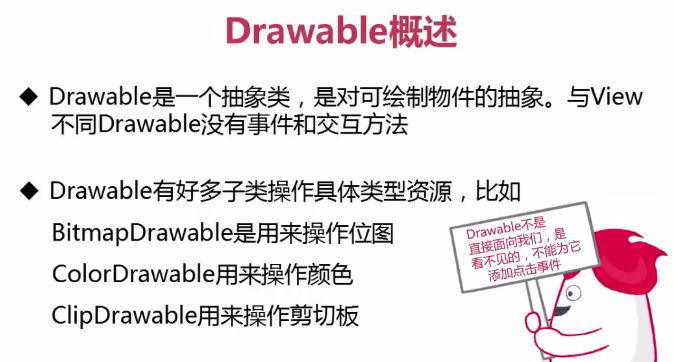 Drawable概述
◆ Drawable是一个抽象类，是对可绘制物件的抽象。与View
不同Drawable没有事件和交互方法
◆ Drawable有好多子类操作具体类型资源，比如
BitmapDrawable是用来操作位图
ColorDrawable用来操作颜色
ClipDrawable用来操作剪切板
Drawable不是
直接面向我们，是
看不见的，不能为它
添加点击事件